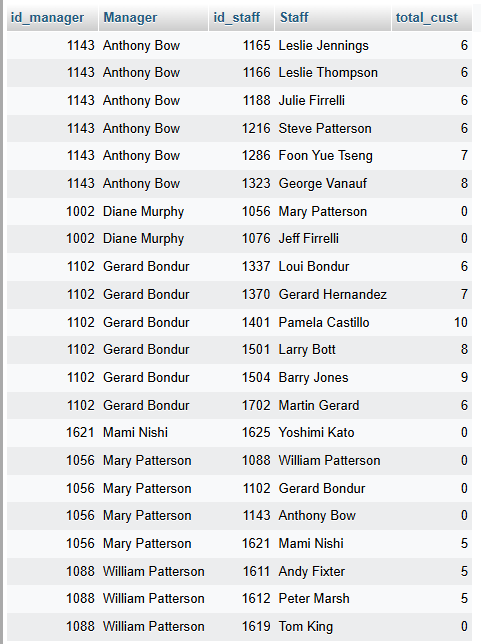 id_manager Manager id_staff Staff total_cust
1143 Anthony Bow 1165 Leslie Jennings 6
1143 Anthony Bow 1166 Leslie Thompson 6
1143 Anthony Bow 1188 Julie Firrelli 6
1143 Anthony Bow 1216 Steve Patterson 6
1143 Anthony Bow 1286 Foon Yue Tseng 7
1143 Anthony Bow 1323 George Vanauf 8
1002 Diane Murphy 1056 Mary Patterson 0
1002 Diane Murphy 1076 Jeff Firrelli 0
1102 Gerard Bondur 1337 Loui Bondur 6
1102 Gerard Bondur 1370 Gerard Hernandez 7
1102 Gerard Bondur 1401 Pamela Castillo 10
1102 Gerard Bondur 1501 Larry Bott 8
1102 Gerard Bondur 1504 Barry Jones 9
1102 Gerard Bondur 1702 Martin Gerard 6
1621 Mami Nishi 1625 Yoshimi Kato 0
1056 Mary Patterson 1088 William Patterson 0
1056 Mary Patterson 1102 Gerard Bondur 0
1056 Mary Patterson 1143 Anthony Bow 0
1056 Mary Patterson 1621 Mami Nishi 5
1088 William Patterson 1611 Andy Fixter 5
1088 William Patterson 1612 Peter Marsh 5
1088 William Patterson 1619 Tom King 0